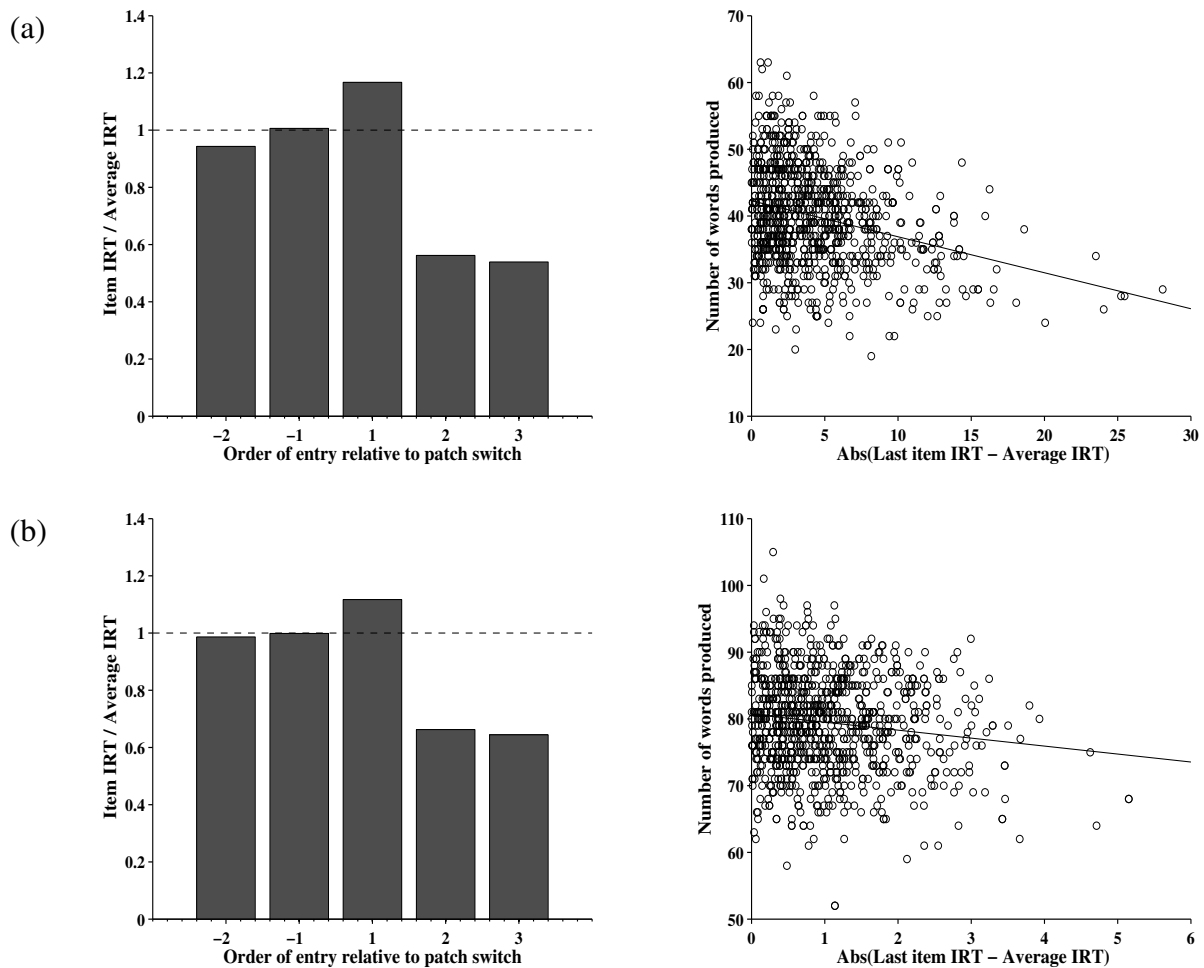 (a)
1.4
1.2
1
0.8
0.6
0.4
0.2
0
Item IRT / Average IRT
−2 −1 1 2 3
Order of entry relative to patch switch
70
60
50
40
30
20
10
Number of words produced
0 5 10 15 20 25 30
Abs(Last item IRT − Average IRT)
(b)
1.4
1.2
1
0.8
0.6
0.4
0.2
0
Item IRT / Average IRT
−2 −1 1 2 3
Order of entry relative to patch switch
110
100
90
80
70
60
50
Number of words produced
0 1 2 3 4 5 6
Abs(Last item IRT − Average IRT)